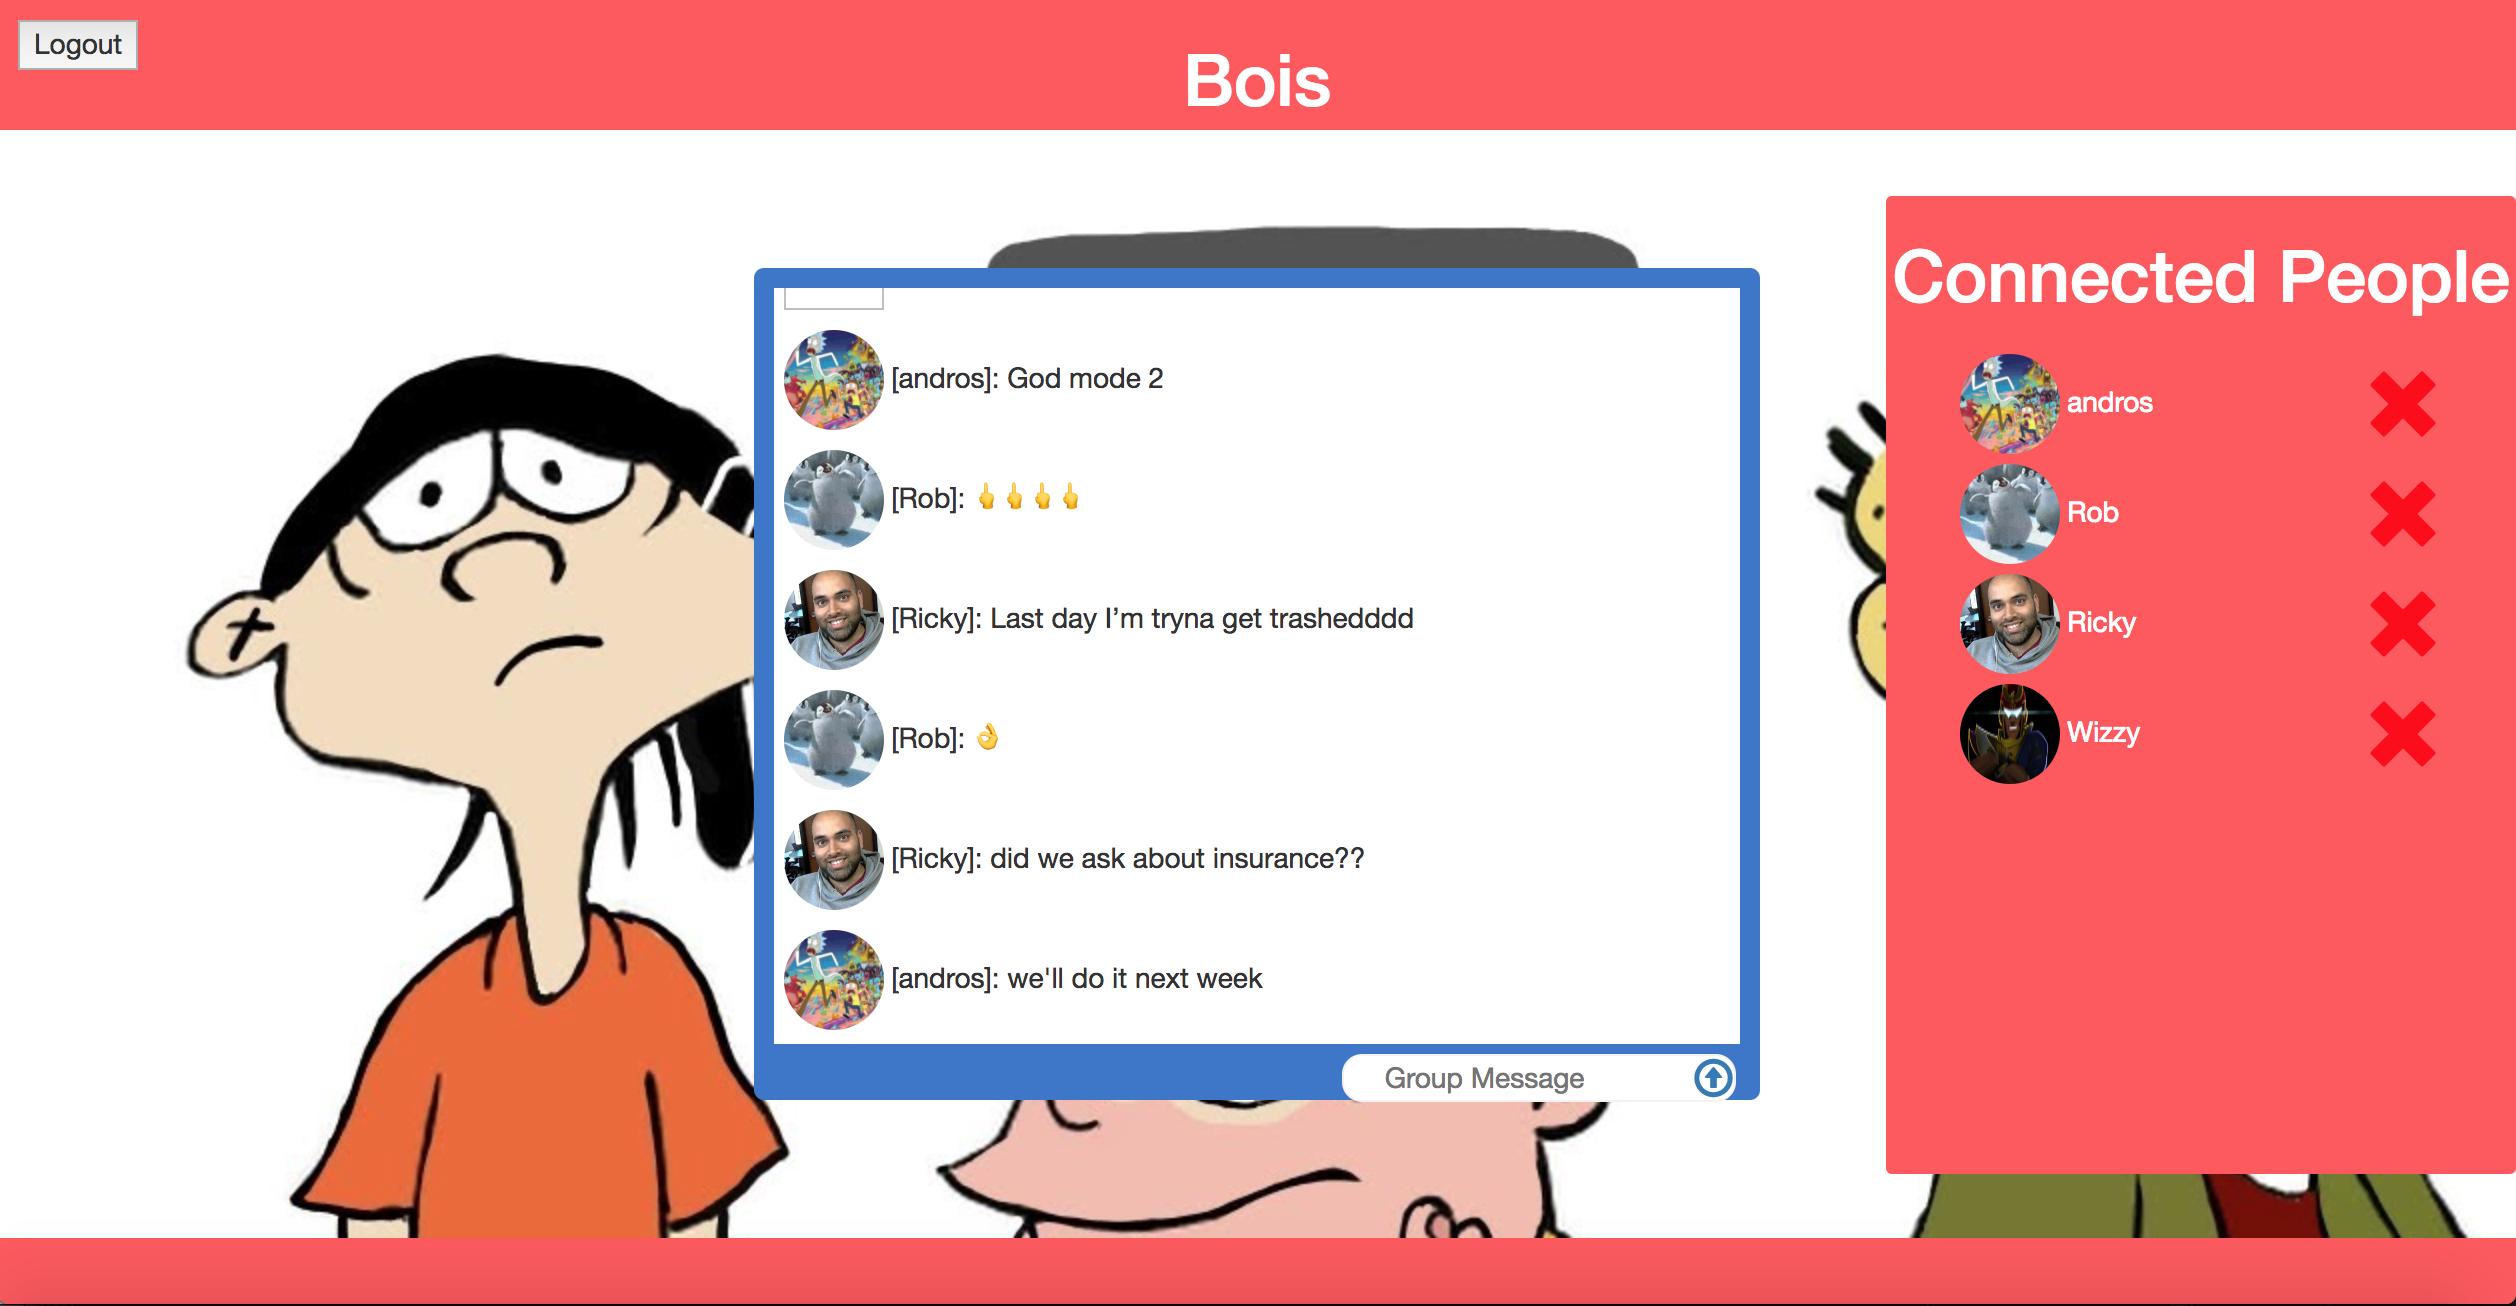 Logout
Bois
Connected People
[andros]: God mode 2
[Rob]: 🖕🖕🖕🖕
[Ricky]: Last day I’m tryna get trashedddd
[Rob]: 👌
[Ricky]: did we ask about insurance??
[andros]: we'll do it next week
Group Message
andros
Rob
Ricky
Wizzy